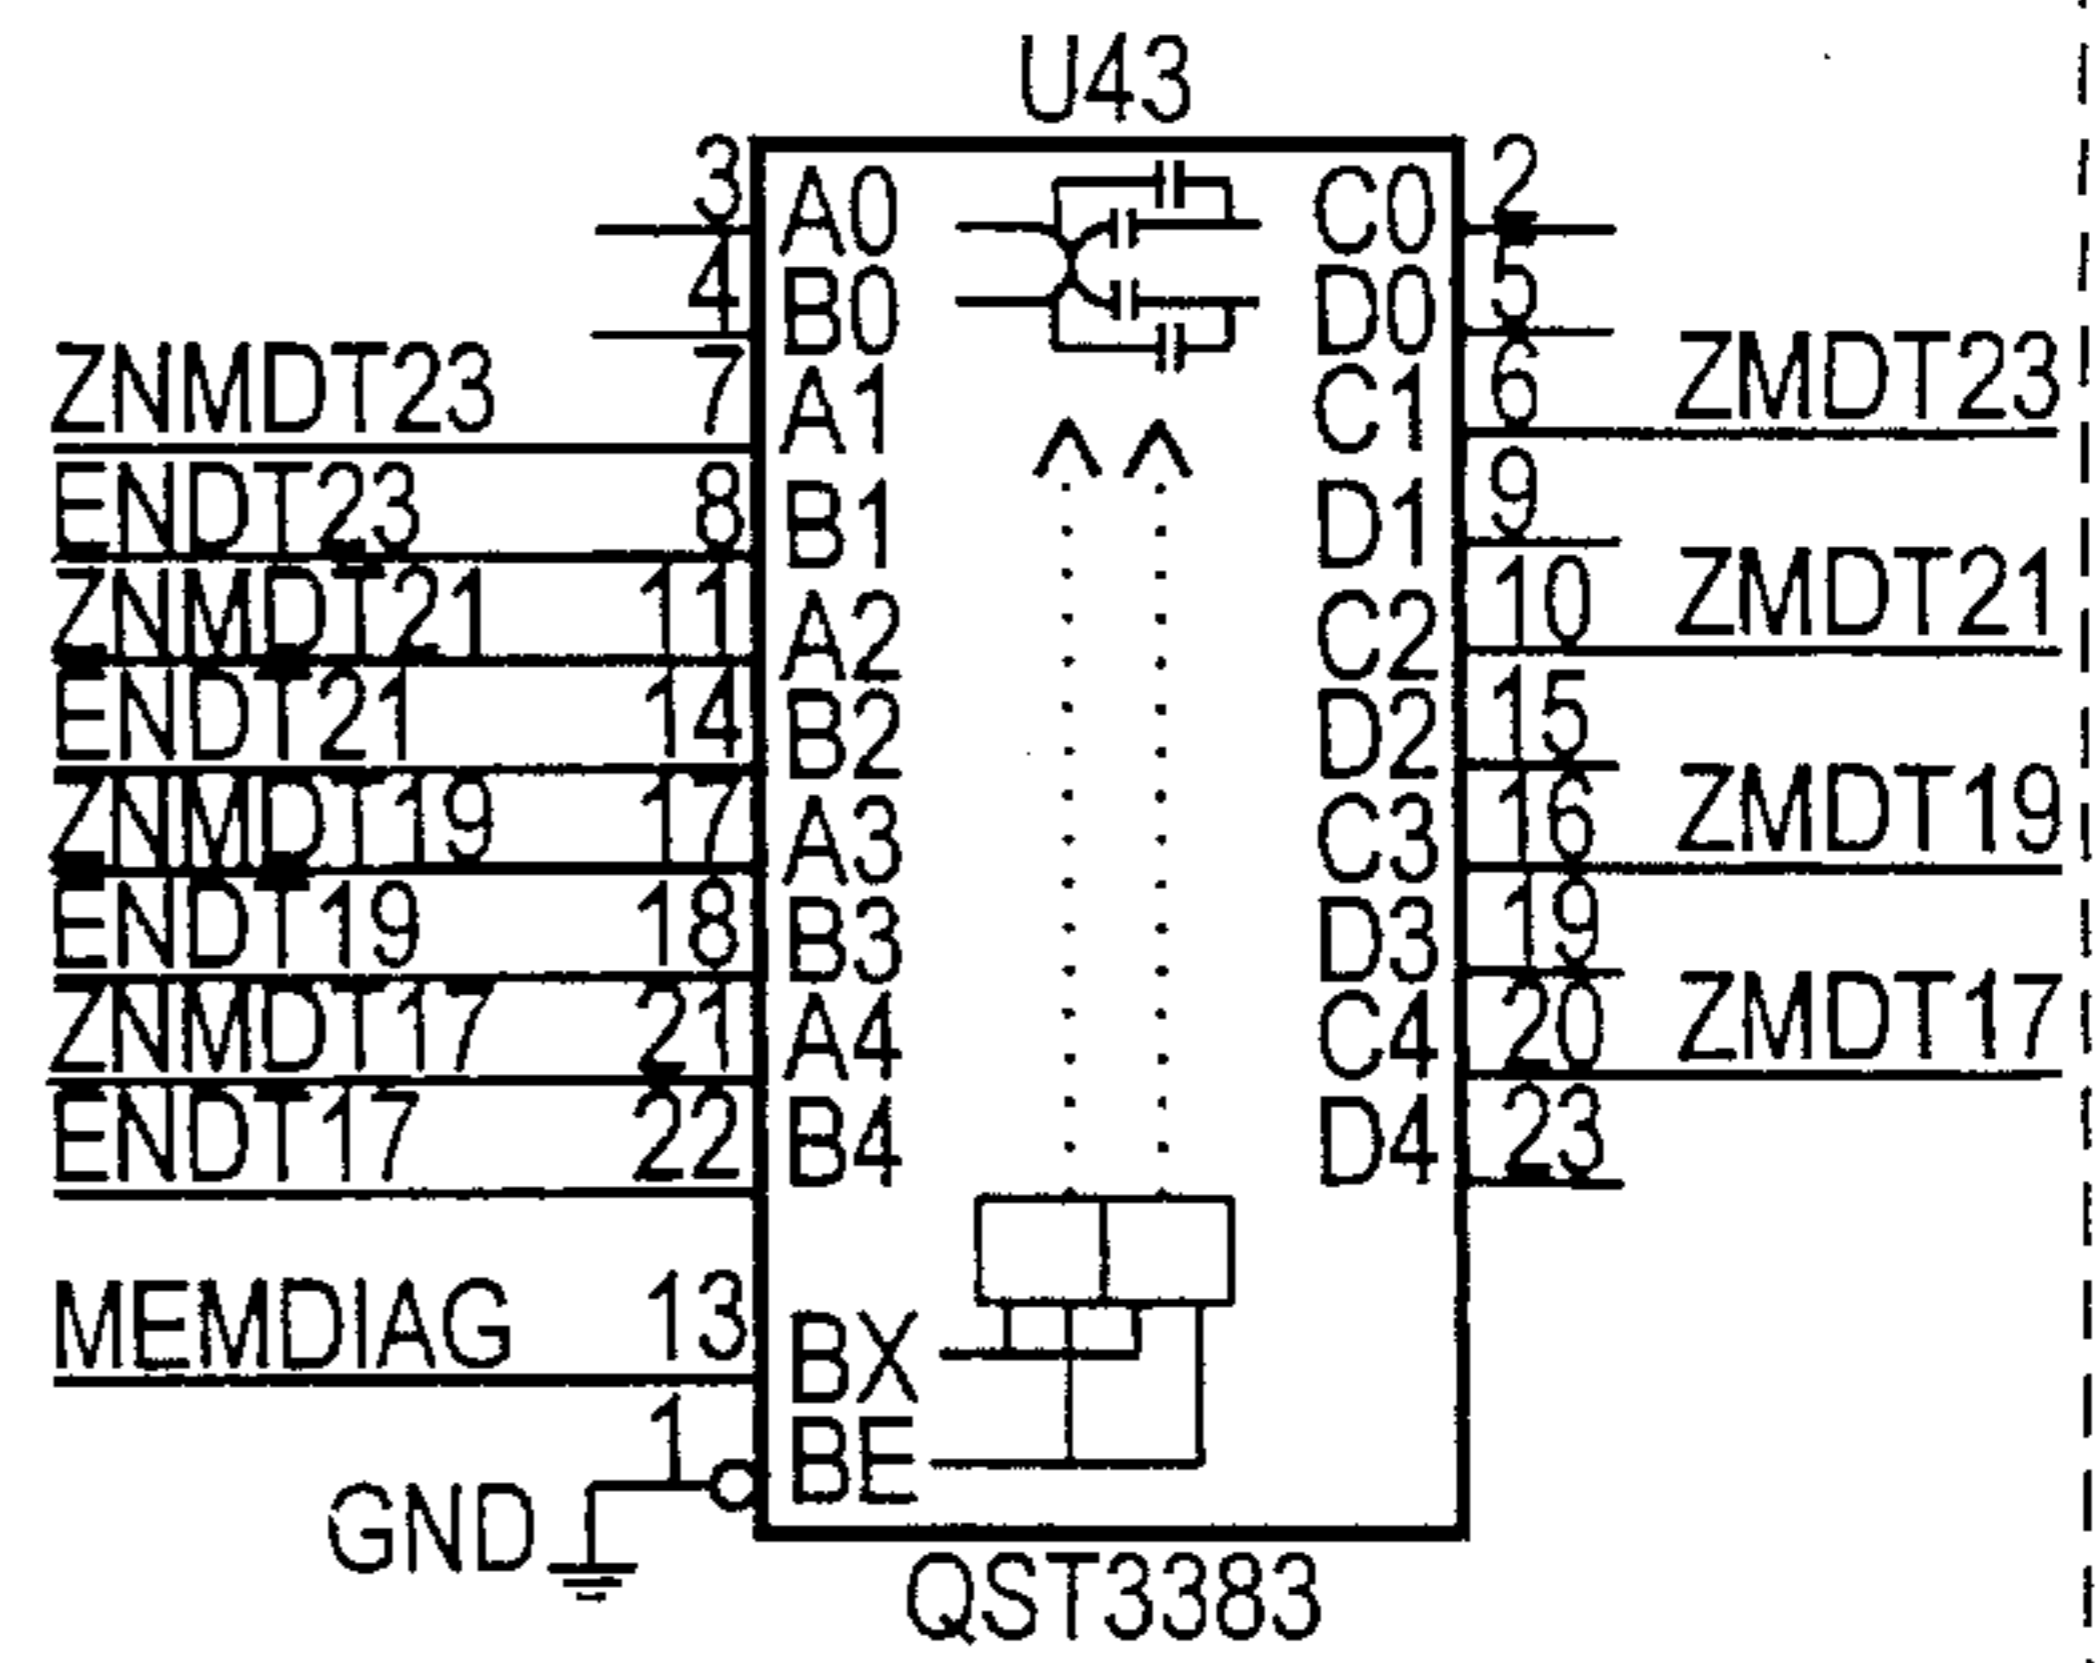 U43
3 A0 C0 2
4 B0 D0 5
ZNMDT23 7 A1 C1 6 ZMDT23
ENDT23 8 B1 D1 9
ZNMDT21 11 A2 C2 10 ZMDT21
ENDT21 14 B2 D2 15
ZNMDT19 17 A3 C3 16 ZMDT19
ENDT19 18 B3 D3 19
ZNMDT17 21 A4 C4 20 ZMDT17
ENDT17 22 B4 D4 23
MEMDIAG 13 BX
1 BE
GND
QST3383